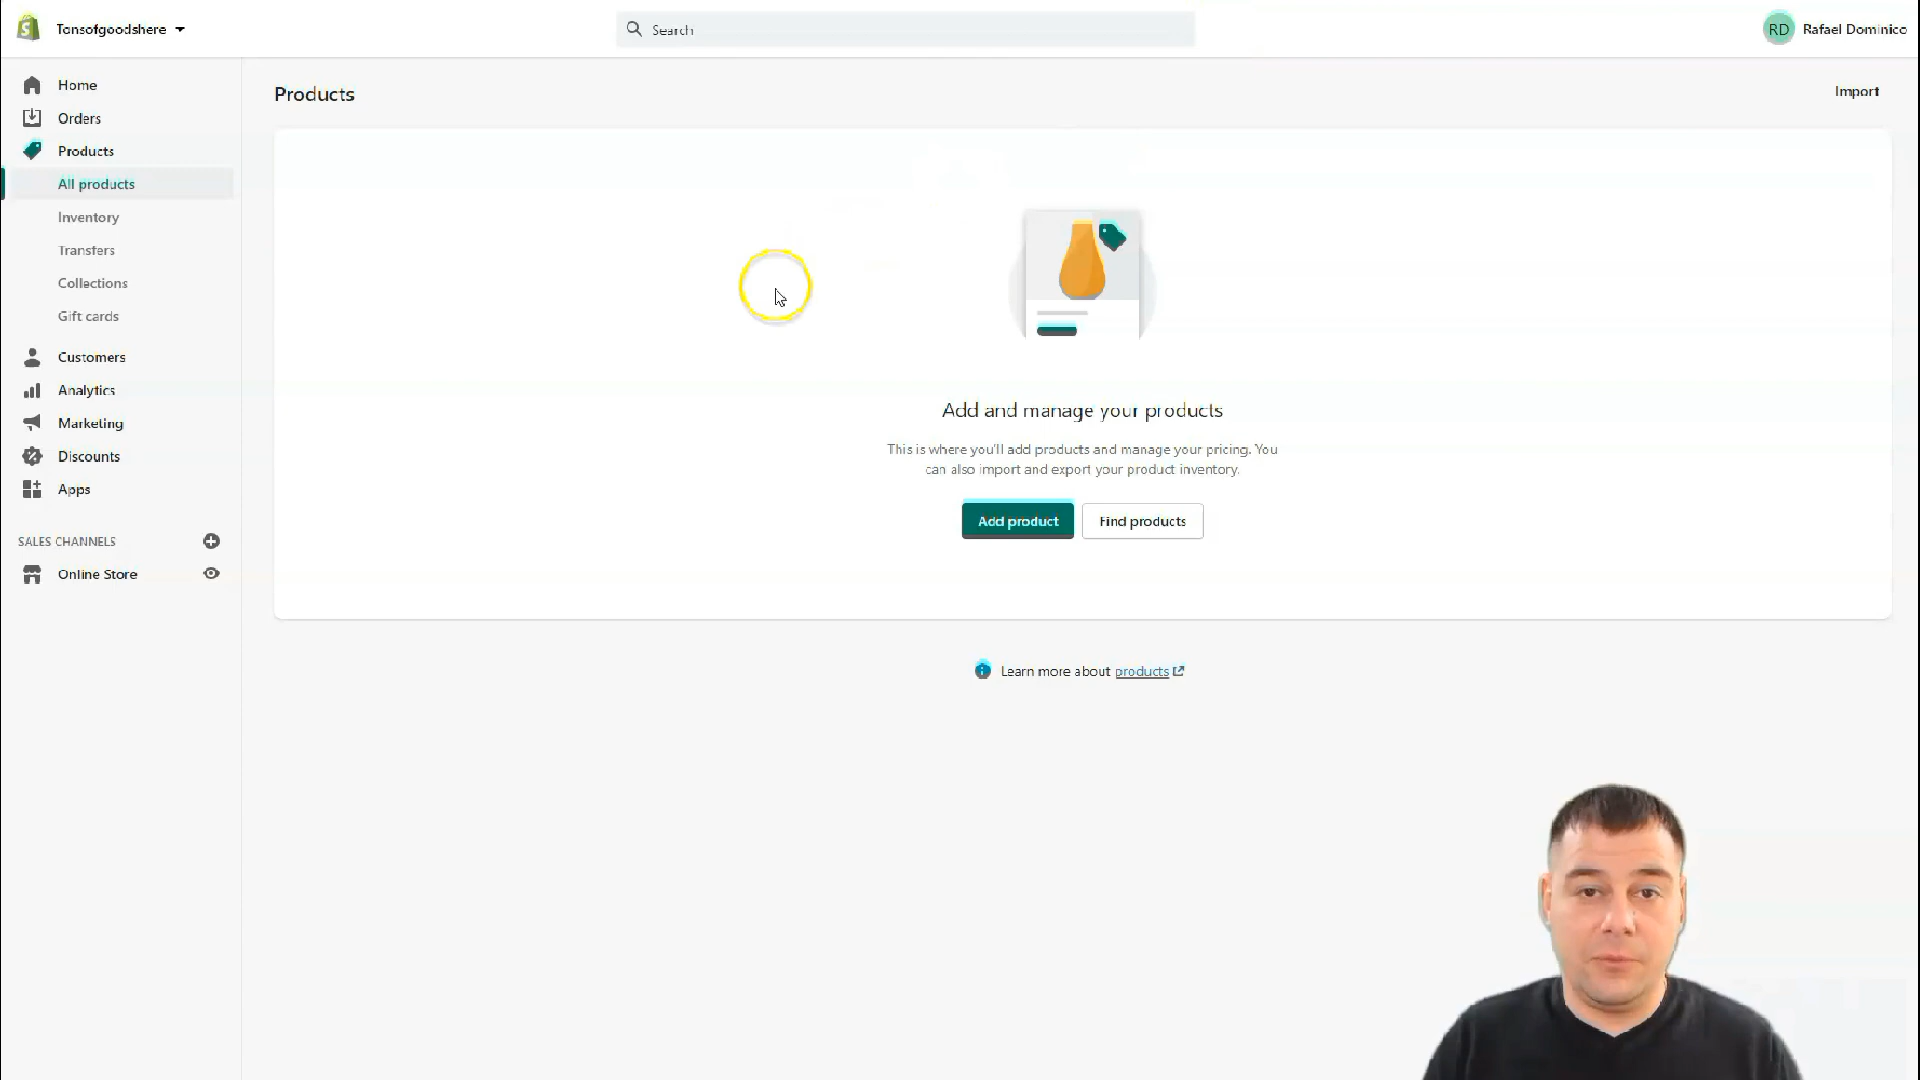 Tonsofgoodshere
Search
RD Rafael Dominico
Home
Orders
Products
All products
Inventory
Transfers
Collections
Gift cards
Customers
Analytics
Marketing
Discounts
Apps
SALES CHANNELS
Online Store
Products
Import
Add and manage your products
This is where you'll add products and manage your pricing. You
can also import and export your product inventory.
Add product
Find products
Learn more about products